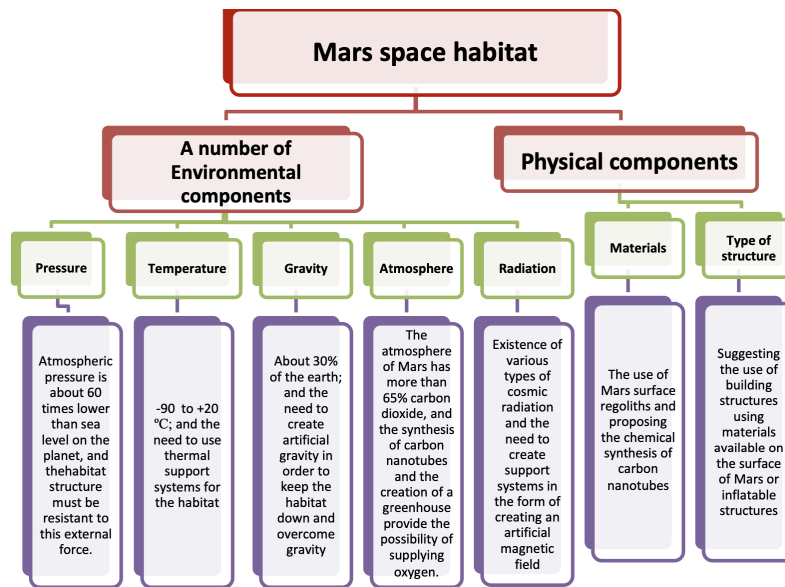 Mars space habitat
A number of
Environmental
components
Physical components
Pressure
Temperature
Gravity
Atmosphere
Radiation
Materials
Type of
structure
Atmospheric
pressure is
about 60
times lower
than sea
level on the
planet, and
thehabitat
structure
must be
resistant to
this external
force.
-90 to +20
°C; and the
need to use
thermal
support
systems for
the habitat
About 30%
of the earth;
and the
need to
create
artificial
gravity in
order to
keep the
habitat
down and
overcome
gravity
The
atmosphere
of Mars has
more than
65% carbon
dioxide, and
the synthesis
of carbon
nanotubes
and the
creation of a
greenhouse
provide the
possibility of
supplying
oxygen.
Existence of
various
types of
cosmic
radiation
and the
need to
create
support
systems in
the form of
creating an
artificial
magnetic
field
The use of
Mars surface
regoliths and
proposing
the chemical
synthesis of
carbon
nanotubes
Suggesting
the use of
building
structures
using
materials
available on
the surface
of Mars or
inflatable
structures